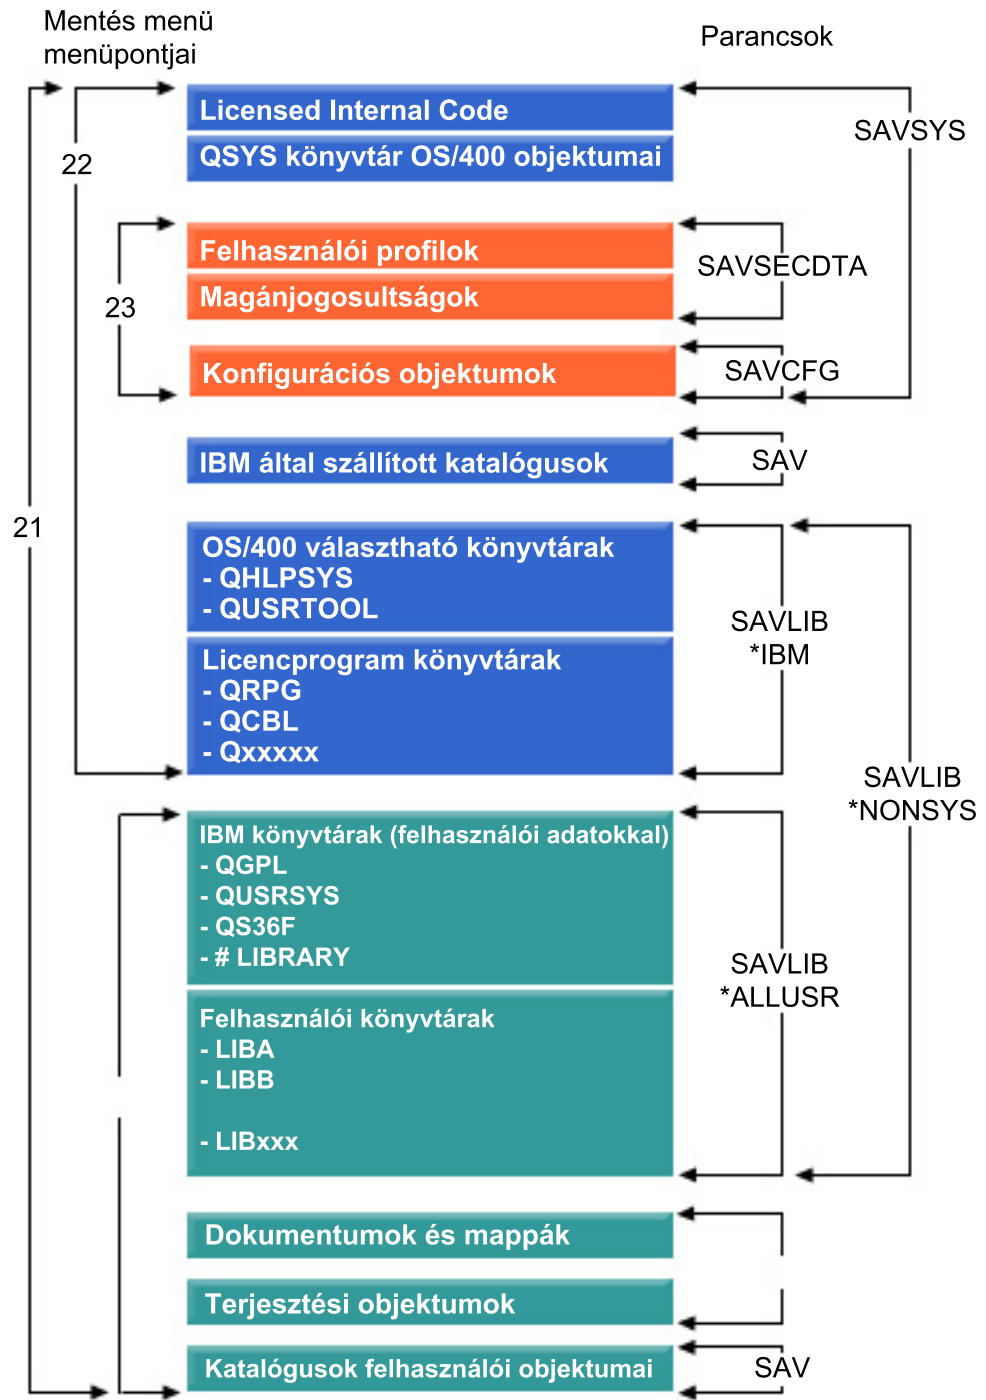 Mentés menü
menüpontjai
Parancsok
Licensed Internal Code
QSYS könyvtár OS/400 objektumai
SAVSYS
22
Felhasználói profilok
Magánjogosultságok
SAVSECDTA
23
Konfigurációs objektumok
SAVCFG
IBM által szállított katalógusok
SAV
21
OS/400 választható könyvtárak
- QHLPSYS
- QUSRTOOL
Licencprogram könyvtárak
- QRPG
- QCBL
- Qxxxxx
SAVLIB
*IBM
SAVLIB
*NONSYS
IBM könyvtárak (felhasználói adatokkal)
- QGPL
- QUSRSYS
- QS36F
- # LIBRARY
SAVLIB
*ALLUSR
Felhasználói könyvtárak
- LIBA
- LIBB
- LIBxxx
Dokumentumok és mappák
Terjesztési objektumok
Katalógusok felhasználói objektumai
SAV